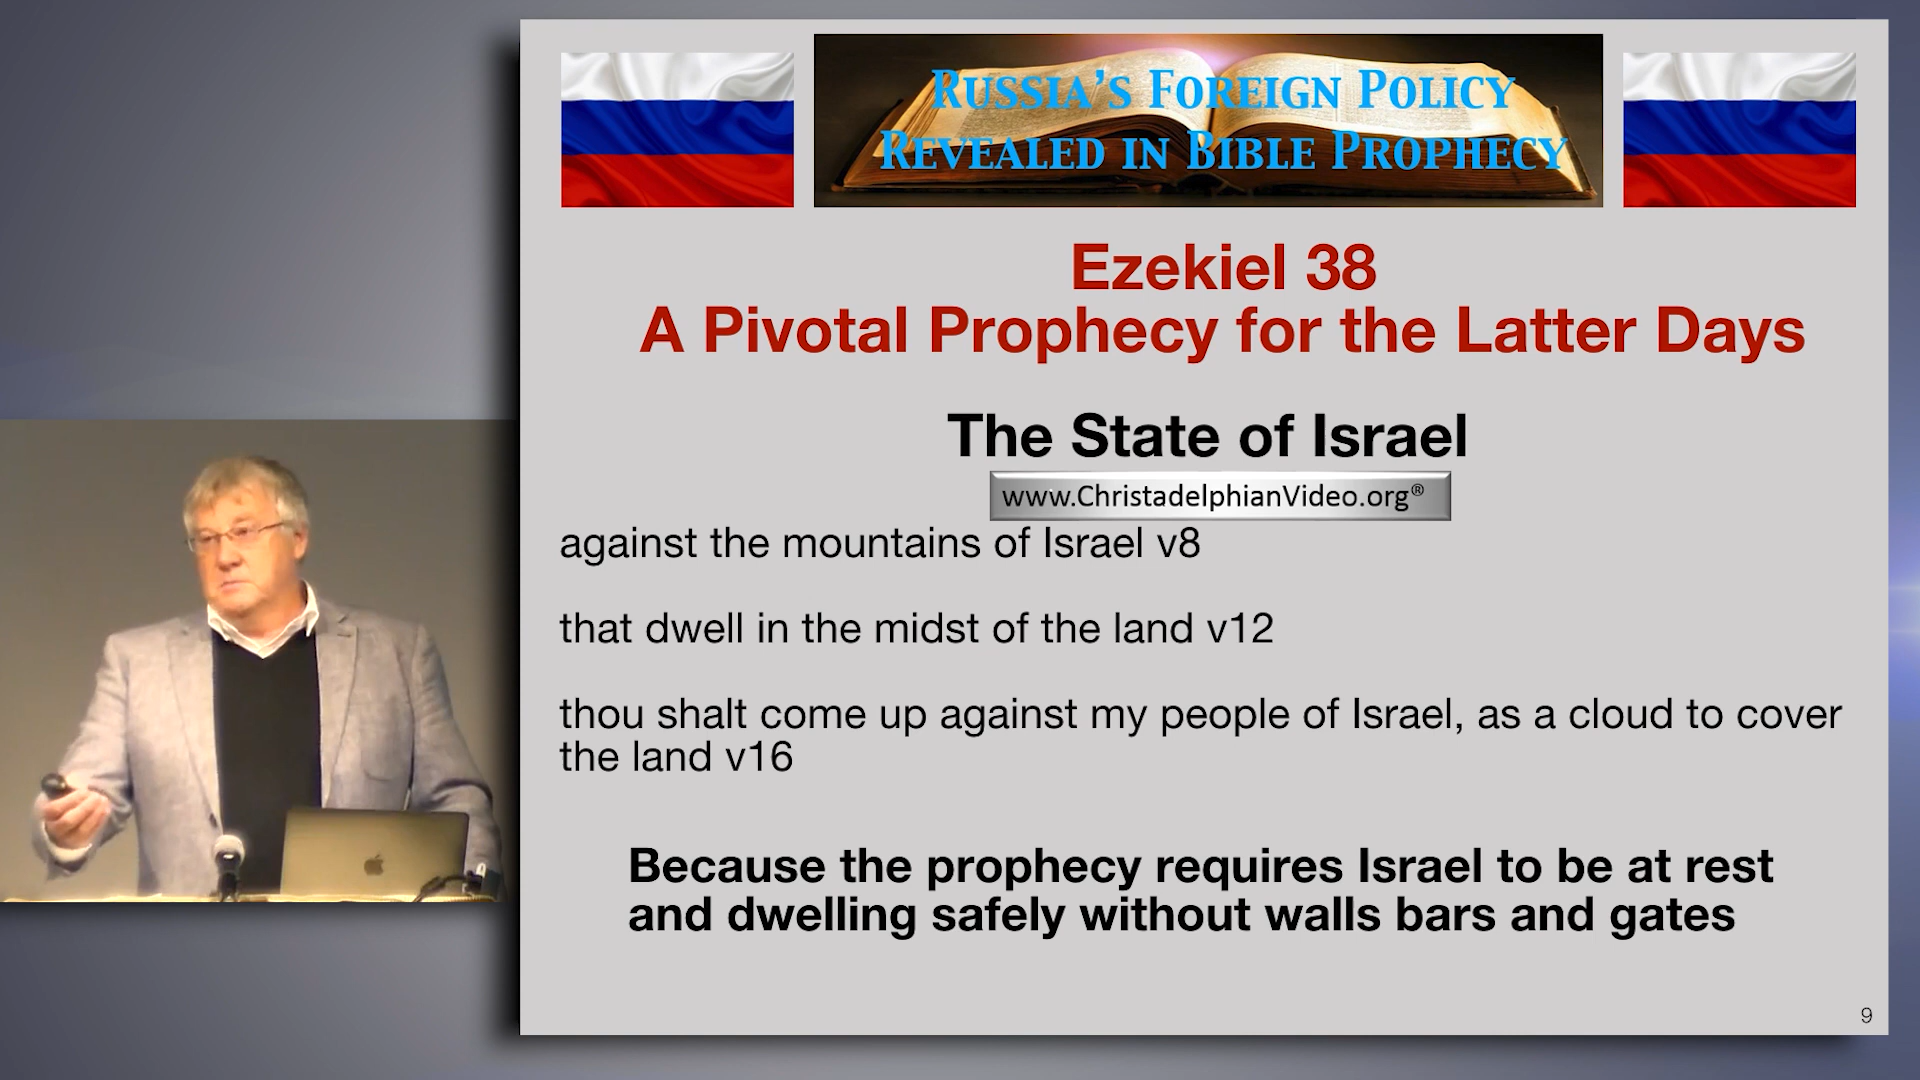 Russia's Foreign Policy
Revealed in Bible Prophecy
Ezekiel 38
A Pivotal Prophecy for the Latter Days
The State of Israel
www.ChristadelphianVideo.org®
against the mountains of Israel v8
that dwell in the midst of the land v12
thou shalt come up against my people of Israel, as a cloud to cover
the land v16
Because the prophecy requires Israel to be at rest
and dwelling safely without walls bars and gates
9